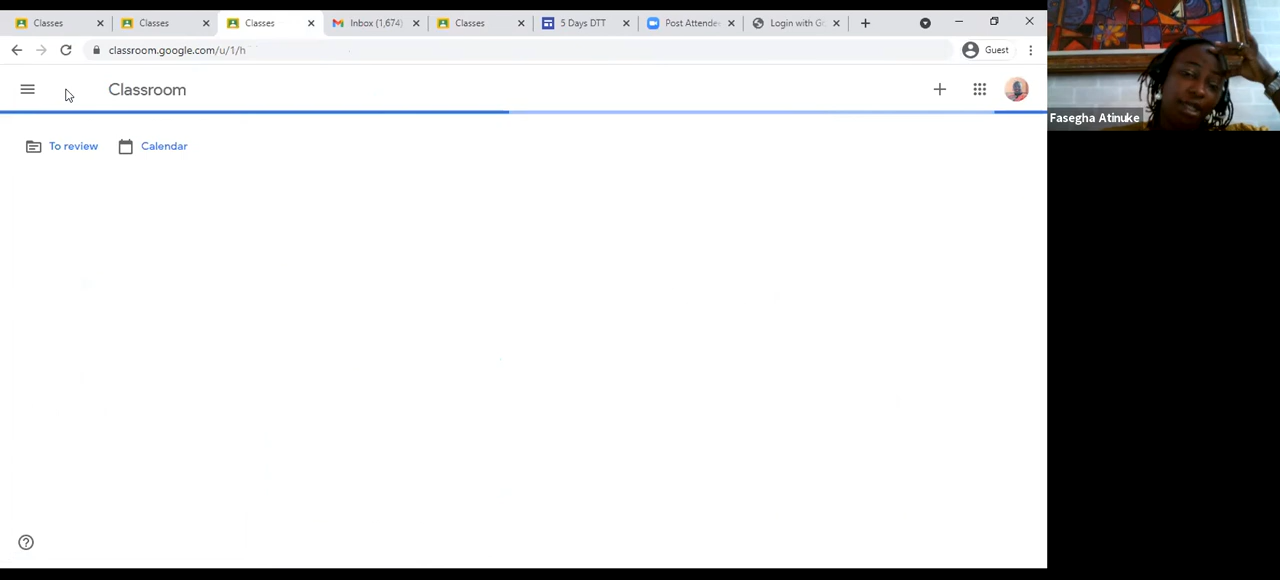 Classes
Classes
Classes
Inbox (1,674)
Classes
5 Days DTT
Post Attende
Login with Go
classroom.google.com/u/1/h
Guest
Classroom
To review
Calendar
Fasegha Atinuke